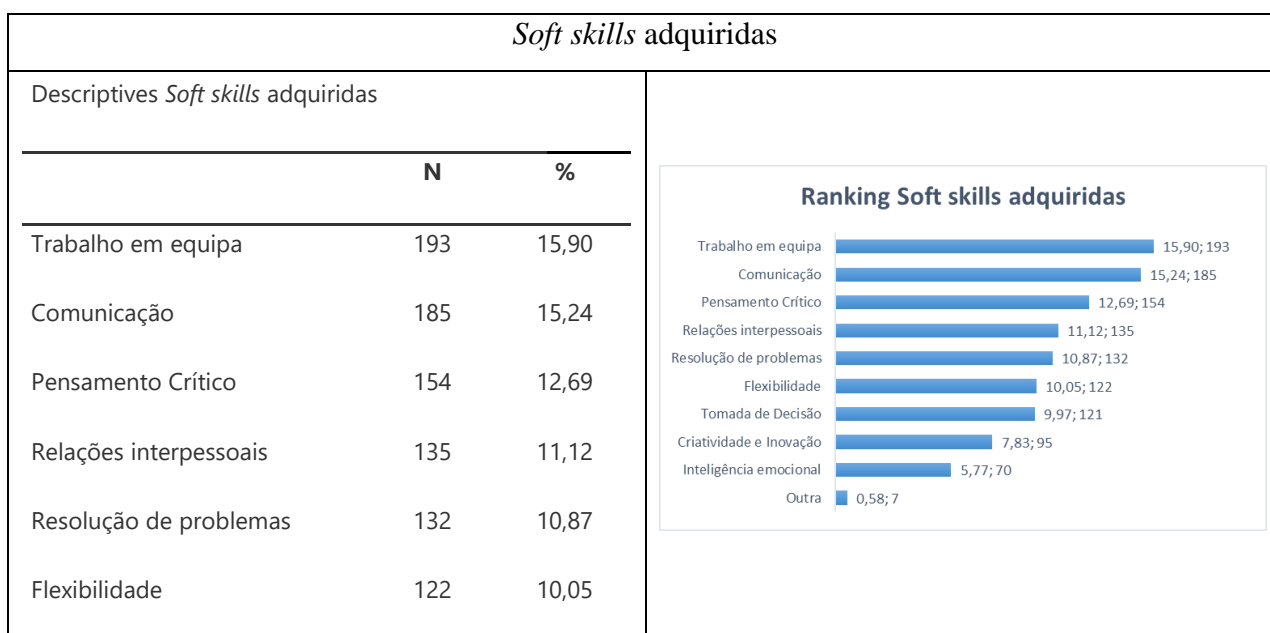 Soft skills adquiridas
Descriptives Soft skills adquiridas
N %
Trabalho em equipa 193 15,90
Comunicação 185 15,24
Pensamento Crítico 154 12,69
Relações interpessoais 135 11,12
Resolução de problemas 132 10,87
Flexibilidade 122 10,05
Ranking Soft skills adquiridas
Trabalho em equipa 15,90; 193
Comunicação 15,24; 185
Pensamento Crítico 12,69; 154
Relações interpessoais 11,12; 135
Resolução de problemas 10,87; 132
Flexibilidade 10,05; 122
Tomada de Decisão 9,97; 121
Criatividade e Inovação 7,83; 95
Inteligência emocional 5,77; 70
Outra 0,58; 7